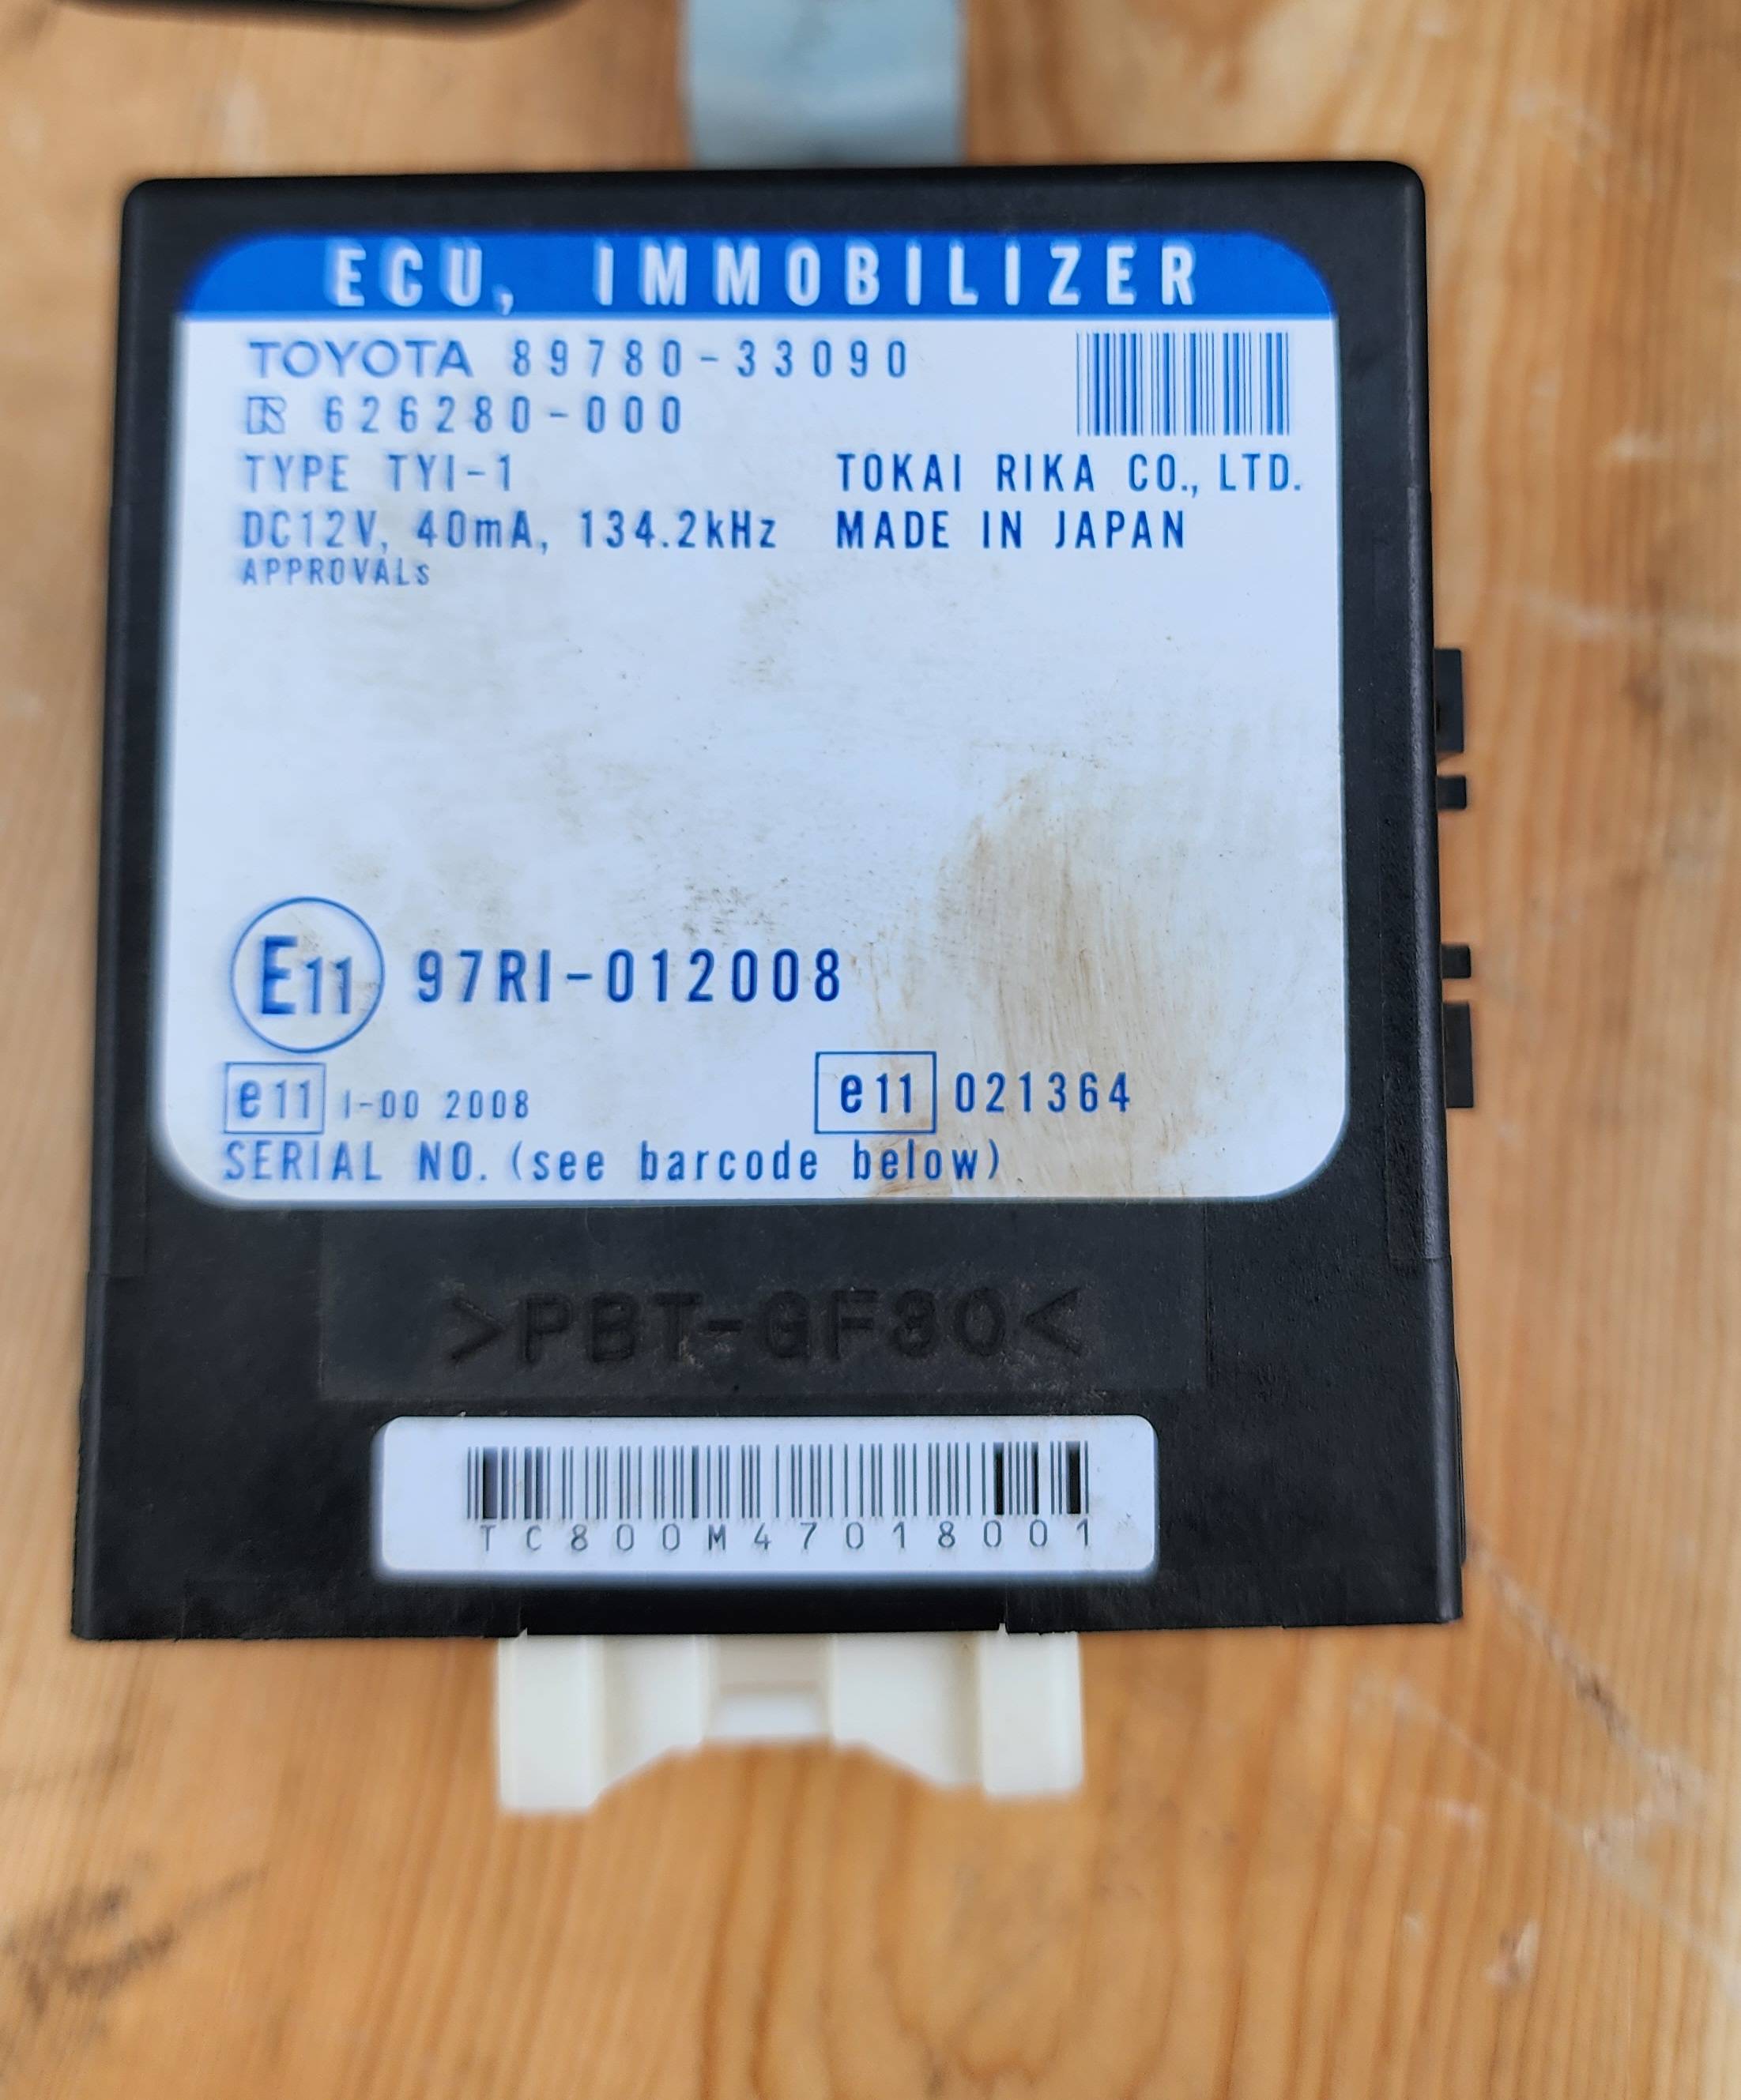 ECU, IMMOBILIZER
TOYOTA 89780-33090
626280-000
TYPE TYI-1
TOKAI RIKA CO., LTD.
DC12V, 40mA, 134.2kHz
MADE IN JAPAN
APPROVALs
E11 97RI-012008
e11 I-00 2008
e11 021364
SERIAL NO. (see barcode below)
>PBT-GF30<
TC800M47018001